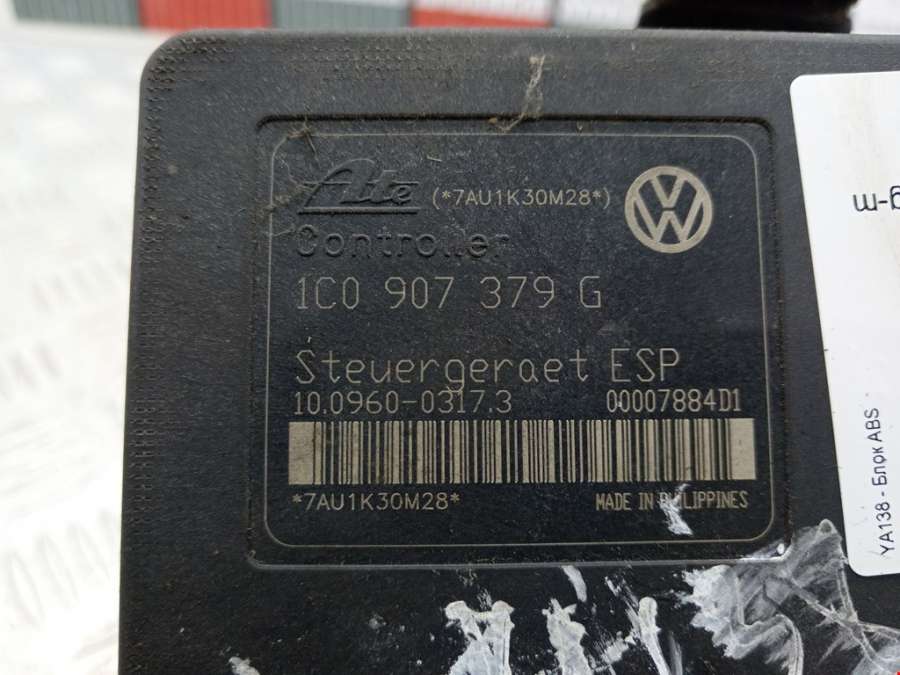 Ate (*7AU1K30M28*)
Controller
1C0 907 379 G
Steuergeraet ESP
10.0960-0317.3 00007884D1
*7AU1K30M28*
MADE IN PHILIPPINES
YA138 - Блок ABS